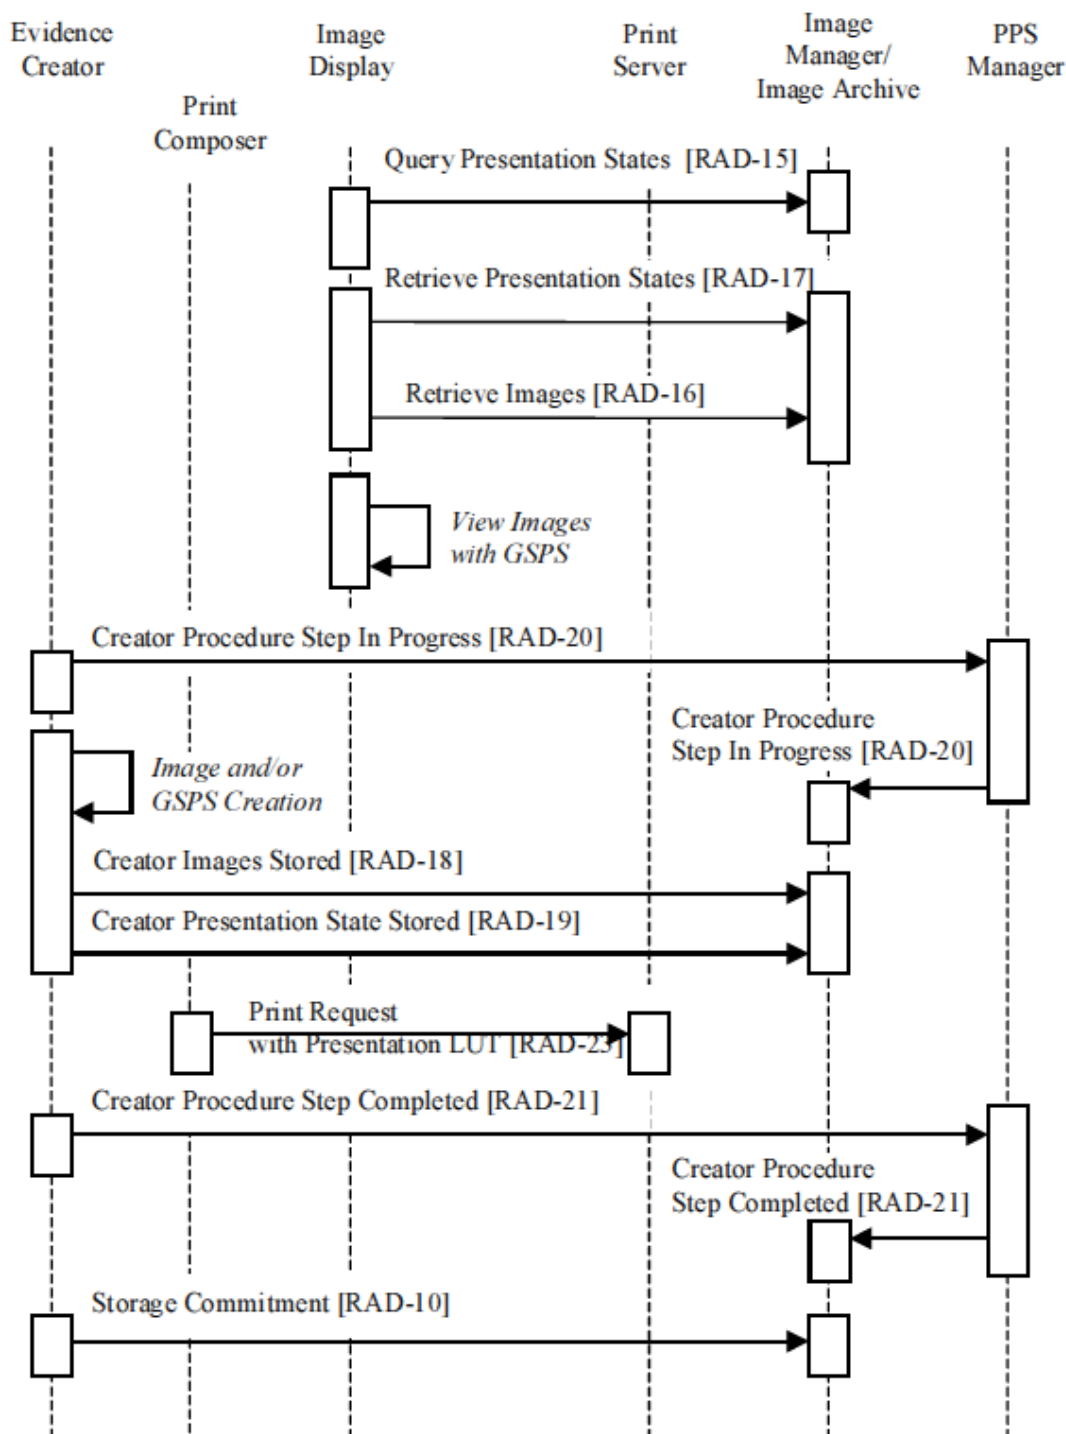 Evidence
Creator
Print
Composer
Image
Display
Print
Server
Image
Manager/
Image Archive
PPS
Manager
Query Presentation States [RAD-15]
Retrieve Presentation States [RAD-17]
Retrieve Images [RAD-16]
View Images
with GSPS
Creator Procedure Step In Progress [RAD-20]
Creator Procedure
Step In Progress [RAD-20]
Image and/or
GSPS Creation
Creator Images Stored [RAD-18]
Creator Presentation State Stored [RAD-19]
Print Request
with Presentation LUT [RAD-23]
Creator Procedure Step Completed [RAD-21]
Creator Procedure
Step Completed [RAD-21]
Storage Commitment [RAD-10]